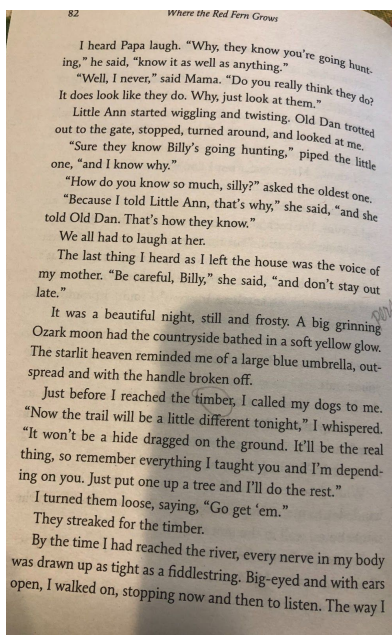 82
Where the Red Fern Grows
I heard Papa laugh. “Why, they know you’re going hunt-
ing,” he said, “know it as well as anything.”
“Well, I never,” said Mama. “Do you really think they do?
It does look like they do. Why, just look at them.”
Little Ann started wiggling and twisting. Old Dan trotted
out to the gate, stopped, turned around, and looked at me.
“Sure they know Billy’s going hunting,” piped the little
one, “and I know why.”
“How do you know so much, silly?” asked the oldest one.
“Because I told Little Ann, that’s why,” she said, “and she
told Old Dan. That’s how they know.”
We all had to laugh at her.
The last thing I heard as I left the house was the voice of
my mother. “Be careful, Billy,” she said, “and don’t stay out
late.”
It was a beautiful night, still and frosty. A big grinning
Ozark moon had the countryside bathed in a soft yellow glow.
The starlit heaven reminded me of a large blue umbrella, out-
spread and with the handle broken off.
Just before I reached the timber, I called my dogs to me.
“Now the trail will be a little different tonight,” I whispered.
“It won’t be a hide dragged on the ground. It’ll be the real
thing, so remember everything I taught you and I’m depend-
ing on you. Just put one up a tree and I’ll do the rest.”
I turned them loose, saying, “Go get ‘em.”
They streaked for the timber.
By the time I had reached the river, every nerve in my body
was drawn up as tight as a fiddlestring. Big-eyed and with ears
open, I walked on, stopping now and then to listen. The way I